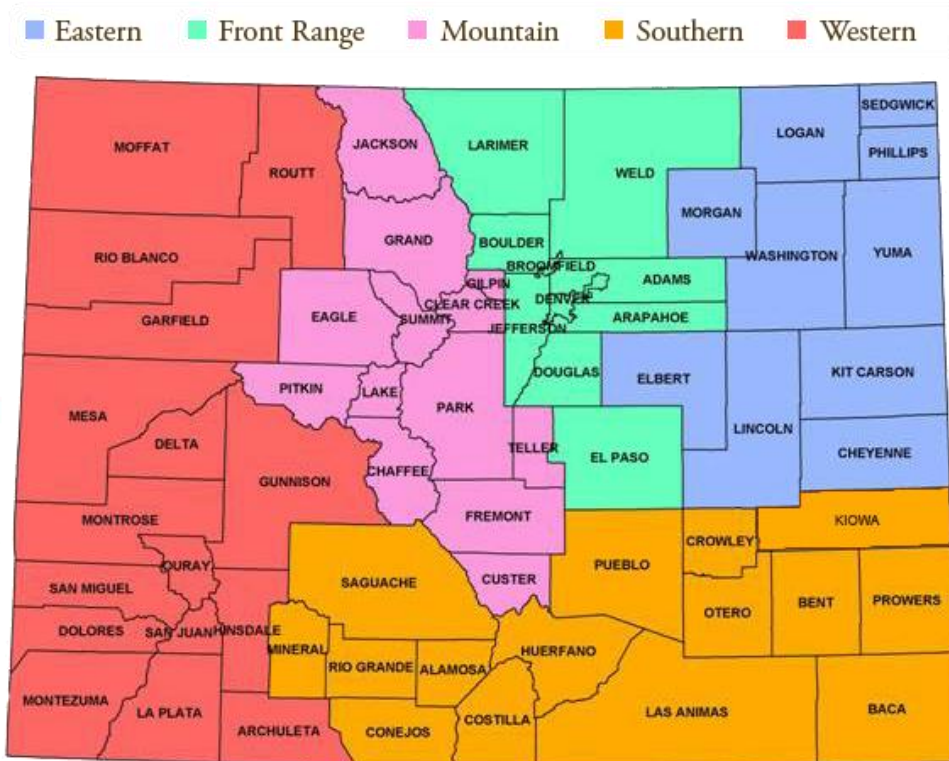 Eastern Front Range Mountain Southern Western
SEDGWICK
LOGAN
MOFFAT
JACKSON
LARIMER
PHILLIPS
ROUTT
WELD
MORGAN
GRAND
BOULDER
WASHINGTON
YUMA
RIO BLANCO
BROOMFIELD
GILPIN
ADAMS
CLEAR CREEK
DENVER
GARFIELD
EAGLE
SUMMIT
ARAPAHOE
JEFFERSON
DOUGLAS
KIT CARSON
ELBERT
PITKIN
LAKE
PARK
MESA
LINCOLN
DELTA
TELLER
CHEYENNE
EL PASO
CHAFFEE
GUNNISON
FREMONT
MONTROSE
KIOWA
CROWLEY
OURAY
PUEBLO
CUSTER
SAGUACHE
SAN MIGUEL
PROWERS
BENT
OTERO
DOLORES
SAN JUAN
HINSDALE
MINERAL
HUERFANO
RIO GRANDE
ALAMOSA
MONTEZUMA
LA PLATA
LAS ANIMAS
BACA
COSTILLA
ARCHULETA
CONEJOS